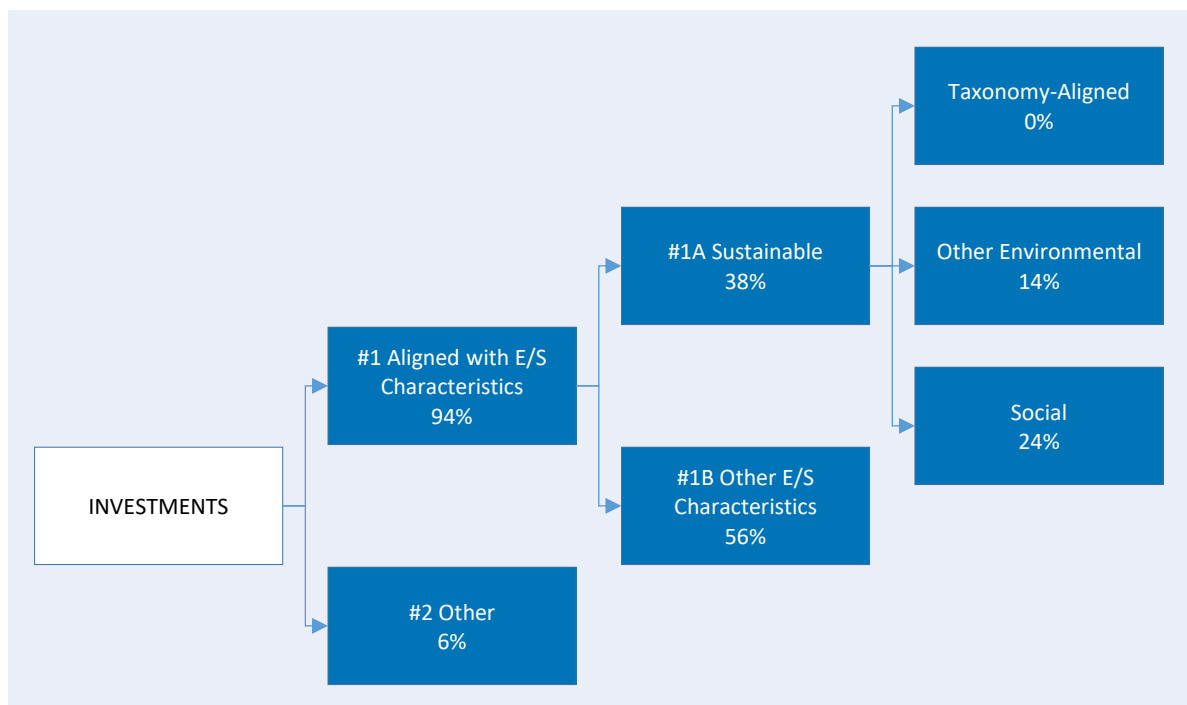 INVESTMENTS
#1 Aligned with E/S
Characteristics
94%
#2 Other
6%
#1A Sustainable
38%
#1B Other E/S
Characteristics
56%
Taxonomy-Aligned
0%
Other Environmental
14%
Social
24%